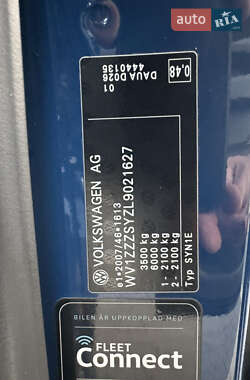 AUTO
RIA
0.48
DAUA D026
4440135
01
VOLKSWAGEN AG
e1*2007/46*1613
WV1ZZZSYZL9021627
3500 kg
6000 kg
1- 2100 kg
2- 2100 kg
Typ SYN1E
BILEN ÄR UPPKOPPLAD MED
FLEET
Connect